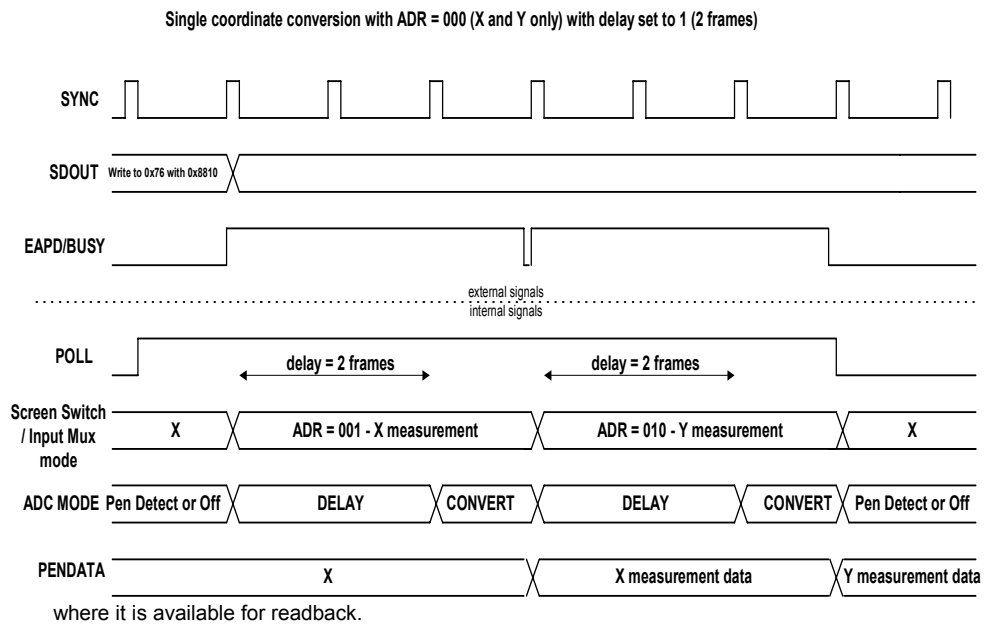 Single coordinate conversion with ADR = 000 (X and Y only) with delay set to 1 (2 frames)
SYNC
SDOUT Write to 0x76 with 0x8810
EAPD/BUSY
external signals
internal signals
POLL delay = 2 frames delay = 2 frames
Screen Switch
/ Input Mux
mode
X ADR = 001 - X measurement ADR = 010 - Y measurement X
ADC MODE Pen Detect or Off DELAY CONVERT DELAY CONVERT Pen Detect or Off
PENDATA X X measurement data Y measurement data
where it is available for readback.